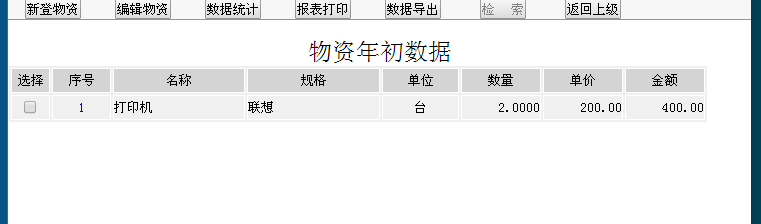 新登物资 编辑物资 数据统计 报表打印 数据导出 检 索 返回上级
物资年初数据
选择 序号 名称 规格 单位 数量 单价 金额
1 打印机 联想 台 2.0000 200.00 400.00